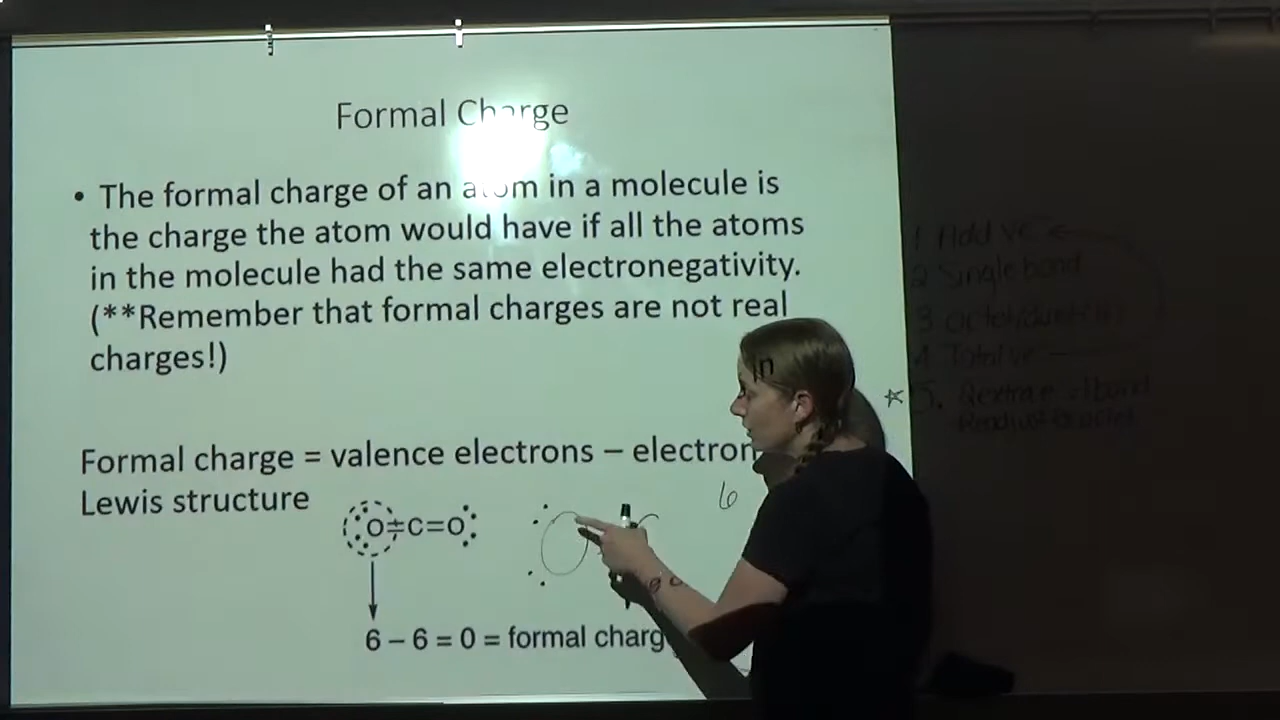 Formal Charge
• The formal charge of an atom in a molecule is
the charge the atom would have if all the atoms
in the molecule had the same electronegativity.
(**Remember that formal charges are not real
charges!)
Formal charge = valence electrons – electron in
Lewis structure
O=C=O
O
6
6 – 6 = 0 = formal charg
1 Add ve
2 Single bond
3
4 Total ve
5.